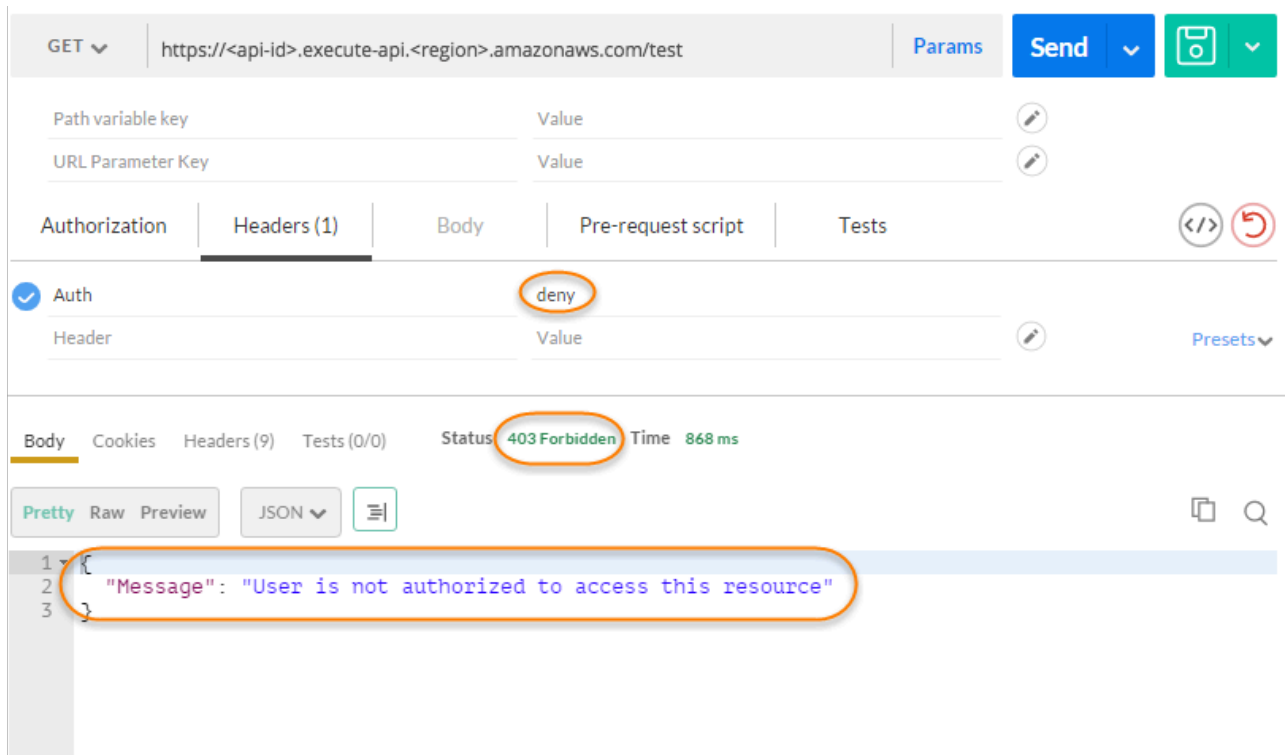 GET https://<api-id>.execute-api.<region>.amazonaws.com/test Params Send
Path variable key Value
URL Parameter Key Value
Authorization Headers (1) Body Pre-request script Tests </>
Auth deny
Header Value Presets
Body Cookies Headers (9) Tests (0/0) Status 403 Forbidden Time 868 ms
Pretty Raw Preview JSON
1 {
2 "Message": "User is not authorized to access this resource"
3 }